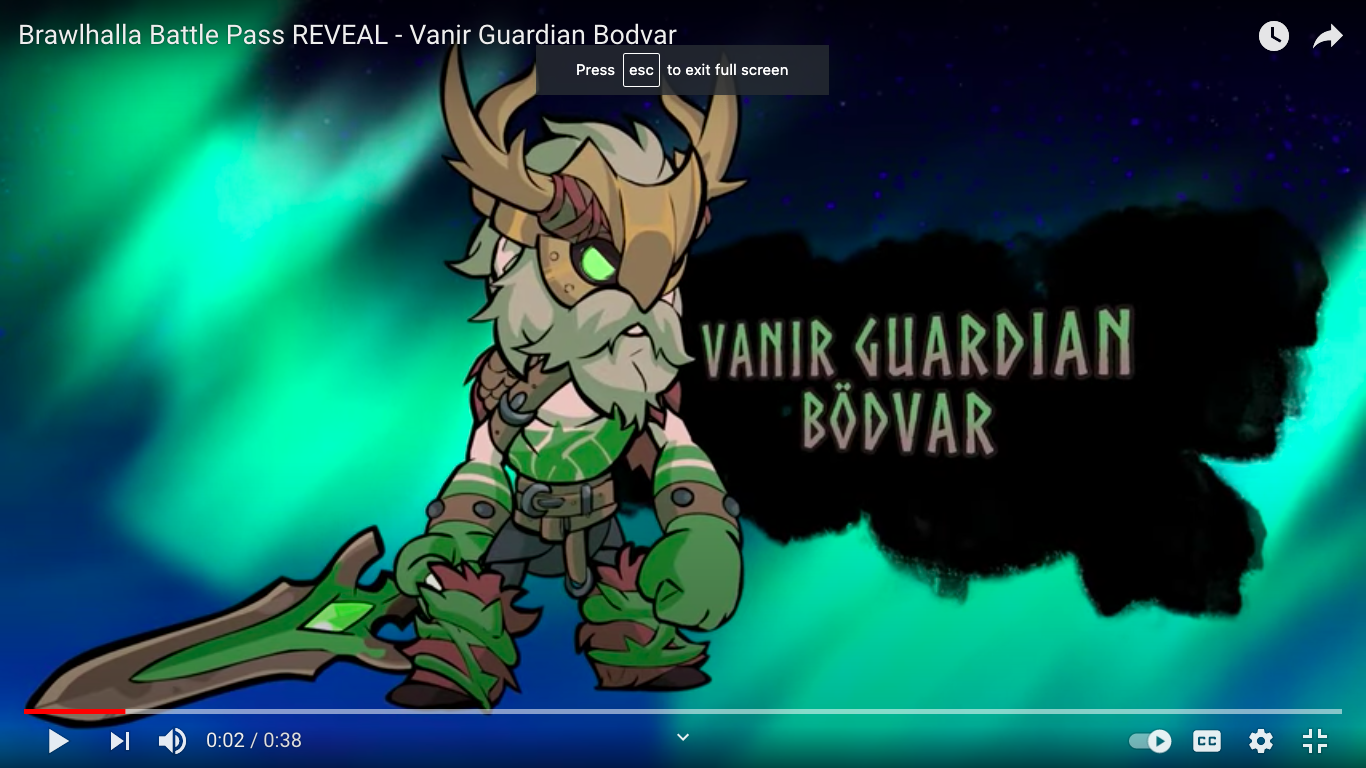 Brawlhalla Battle Pass REVEAL - Vanir Guardian Bodvar
Press esc to exit full screen
VANIR GUARDIAN
BÖDVAR
0:02 / 0:38
CC